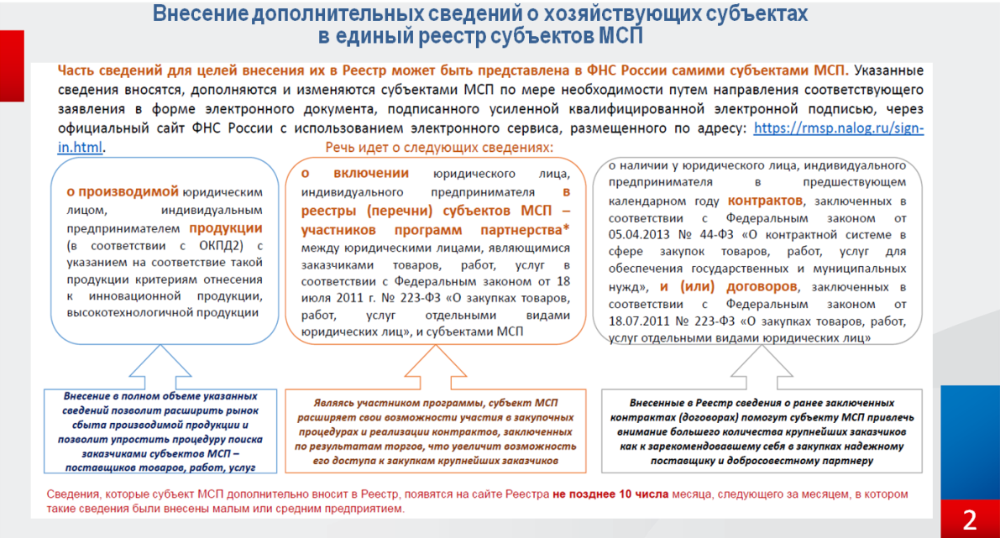 Внесение дополнительных сведений о хозяйствующих субъектах
в единый реестр субъектов МСП
Часть сведений для целей внесения их в Реестр может быть представлена в ФНС России самими субъектами МСП. Указанные
сведения вносятся, дополняются и изменяются субъектами МСП по мере необходимости путем направления соответствующего
заявления в форме электронного документа, подписанного усиленной квалифицированной электронной подписью, через
официальный сайт ФНС России с использованием электронного сервиса, размещенного по адресу: https://rmsp.nalog.ru/sign-
in.html.
Речь идет о следующих сведениях:
о производимой юридическим
лицом, индивидуальным
предпринимателем продукции
(в соответствии с ОКПД2) с
указанием на соответствие такой
продукции критериям отнесения
к инновационной продукции,
высокотехнологичной продукции
о включении юридического лица,
индивидуального предпринимателя в
реестры (перечни) субъектов МСП –
участников программ партнерства*
между юридическими лицами, являющимися
заказчиками товаров, работ, услуг в
соответствии с Федеральным законом от 18
июля 2011 г. № 223-ФЗ «О закупках товаров,
работ, услуг отдельными видами
юридических лиц», и субъектами МСП
о наличии у юридического лица, индивидуального
предпринимателя в предшествующем
календарном году контрактов, заключенных в
соответствии с Федеральным законом от
05.04.2013 № 44-ФЗ «О контрактной системе в
сфере закупок товаров, работ, услуг для
обеспечения государственных и муниципальных
нужд», и (или) договоров, заключенных в
соответствии с Федеральным законом от
18.07.2011 № 223-ФЗ «О закупках товаров, работ,
услуг отдельными видами юридических лиц»
Внесение в полном объеме указанных
сведений позволит расширить рынок
сбыта производимой продукции и
позволит упростить процедуру поиска
заказчиками субъектов МСП –
поставщиков товаров, работ, услуг
Являясь участником программы, субъект МСП
расширяет свои возможности участия в закупочных
процедурах и реализации контрактов, заключенных
по результатам торгов, что увеличит возможность
его доступа к закупкам крупнейших заказчиков
Внесенные в Реестр сведения о ранее заключенных
контрактах (договорах) помогут субъекту МСП привлечь
внимание большего количества крупнейших заказчиков
как к зарекомендовавшему себя в закупках надежному
поставщику и добросовестному партнеру
Сведения, которые субъект МСП дополнительно вносит в Реестр, появятся на сайте Реестра не позднее 10 числа месяца, следующего за месяцем, в котором
такие сведения были внесены малым или средним предприятием.
2